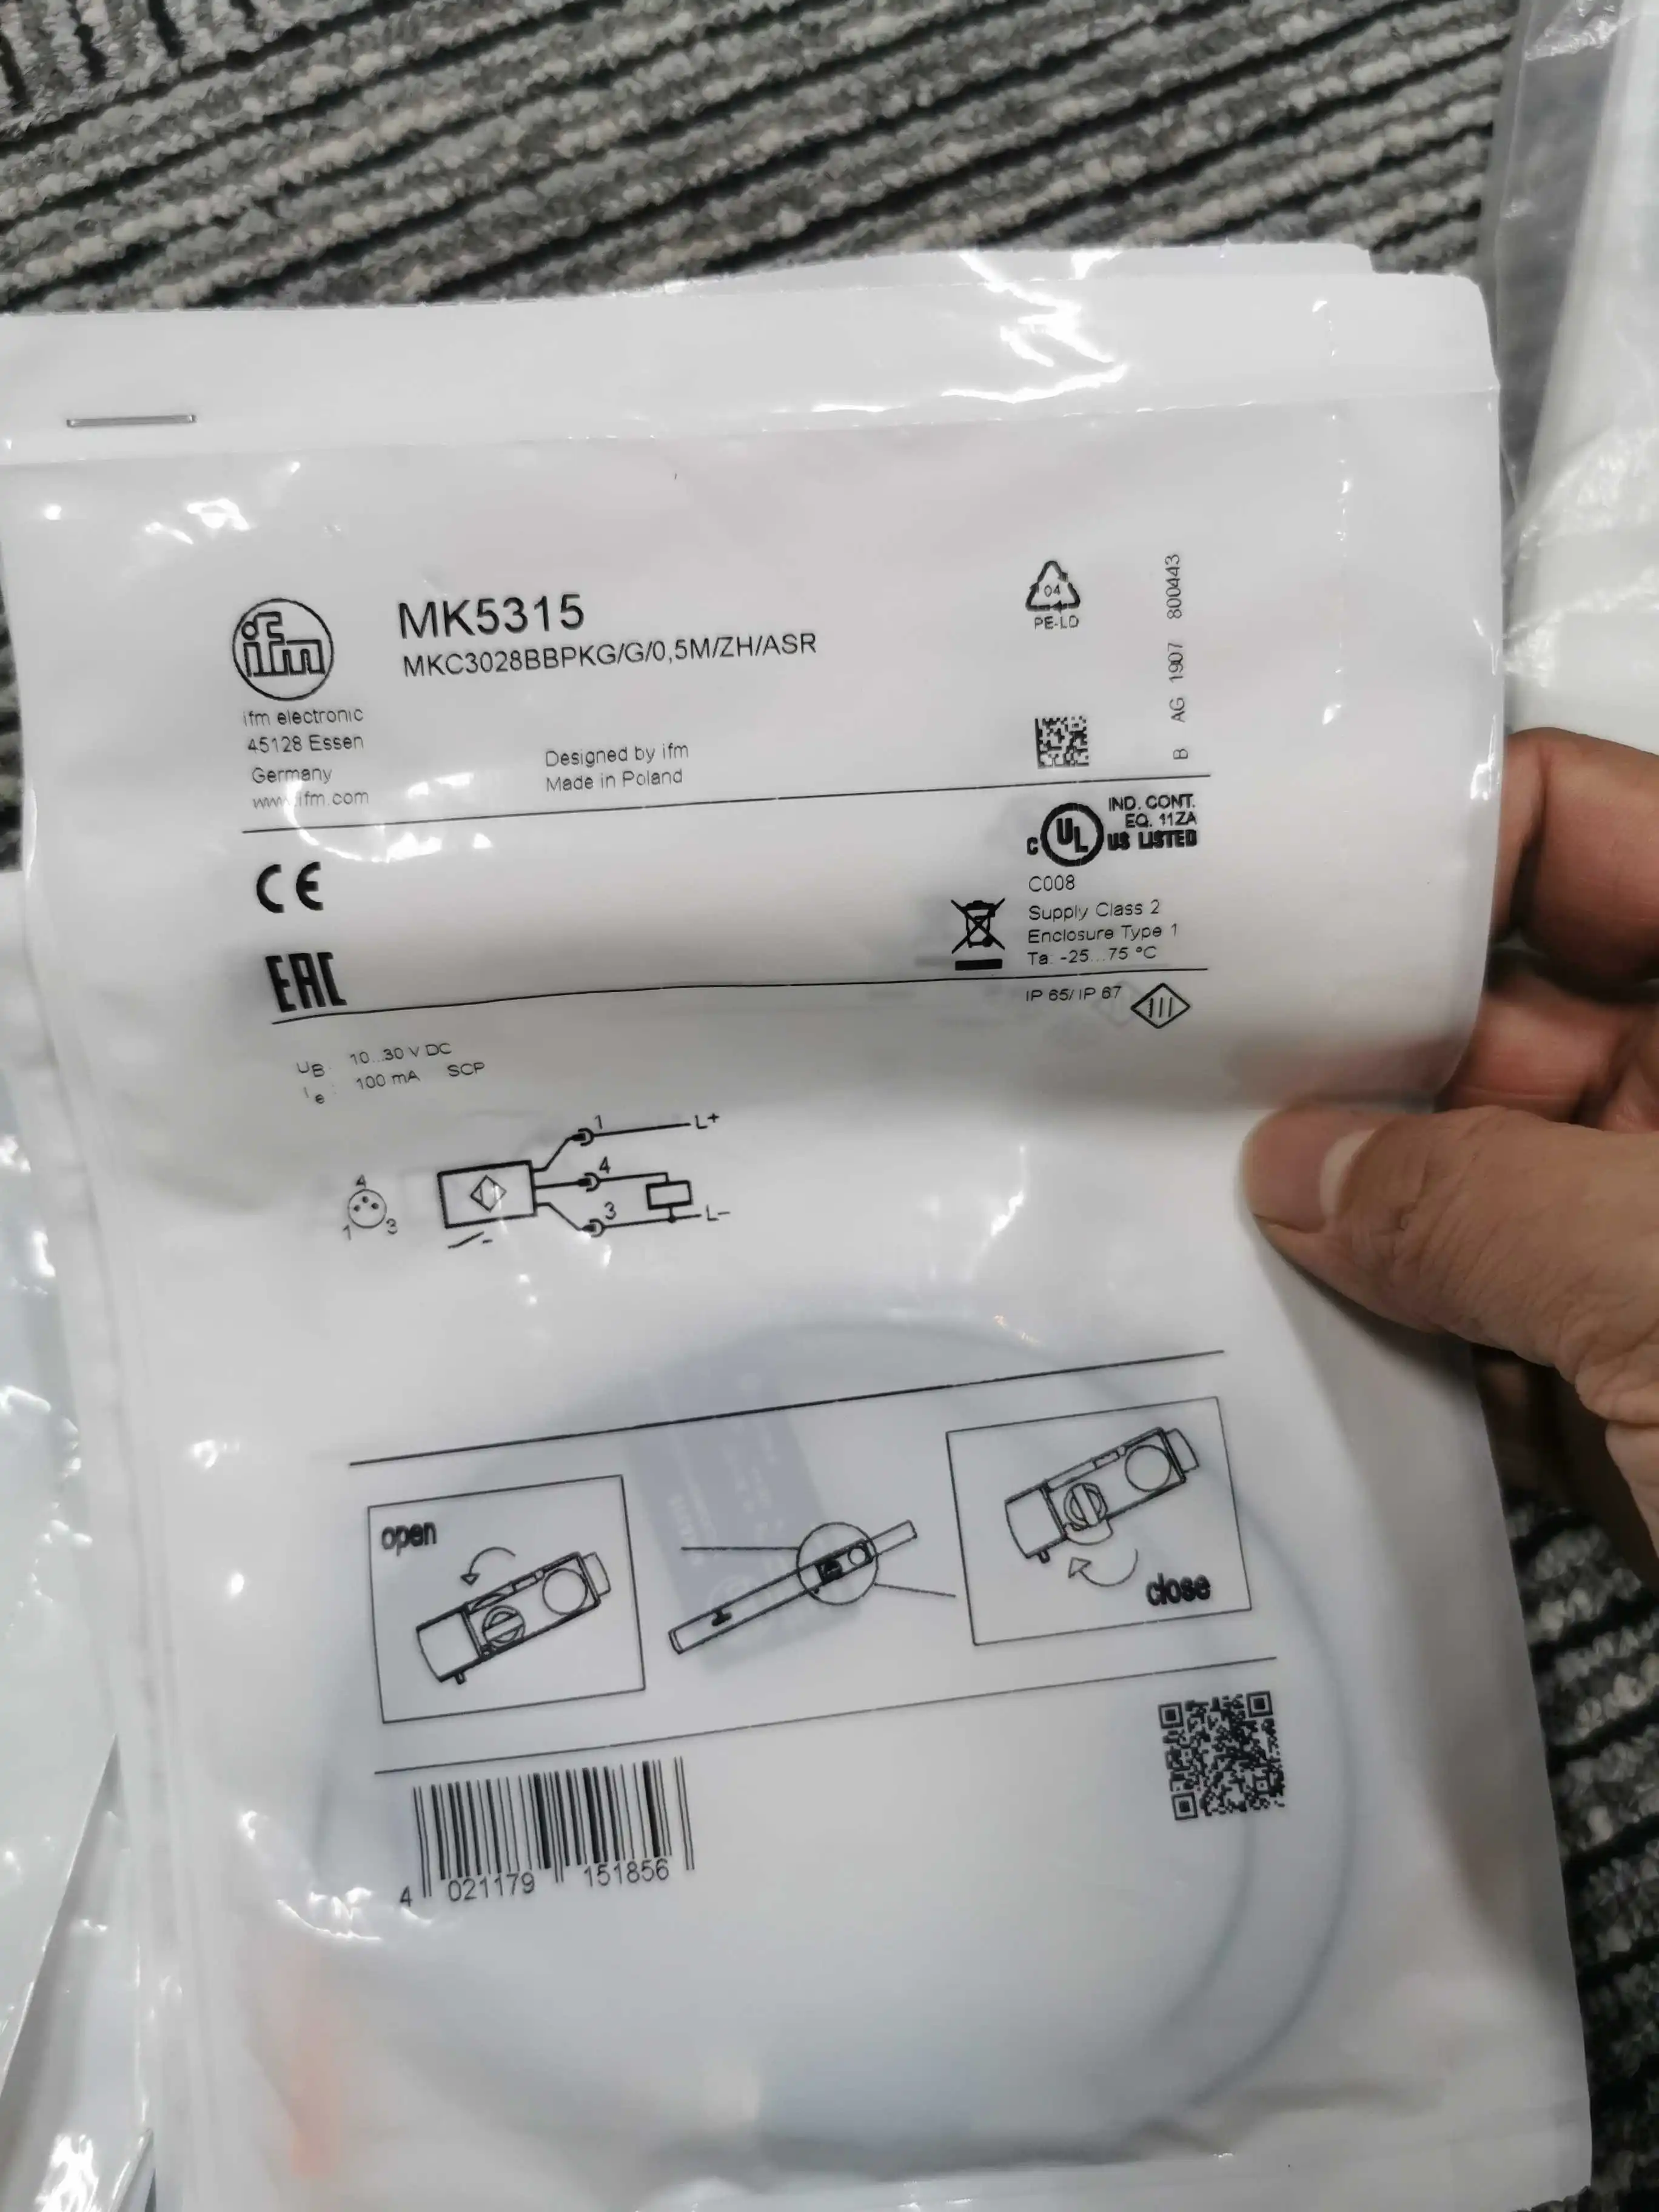 ifm
ifm electronic
45128 Essen
Germany
www.ifm.com
MK5315
MKC3028BBPKG/G/0,5M/ZH/ASR
Designed by ifm
Made in Poland
04
PE-LD
B AG 1907 800443
CE
EAC
c UL US LISTED
IND. CONT.
EQ. 11ZA
C008
Supply Class 2
Enclosure Type 1
Ta: -25...75 °C
IP 65/ IP 67
III
UB: 10...30 V DC
Ie: 100 mA SCP
4
1
3
1
L+
4
3
L-
open
close
4 021179 151856